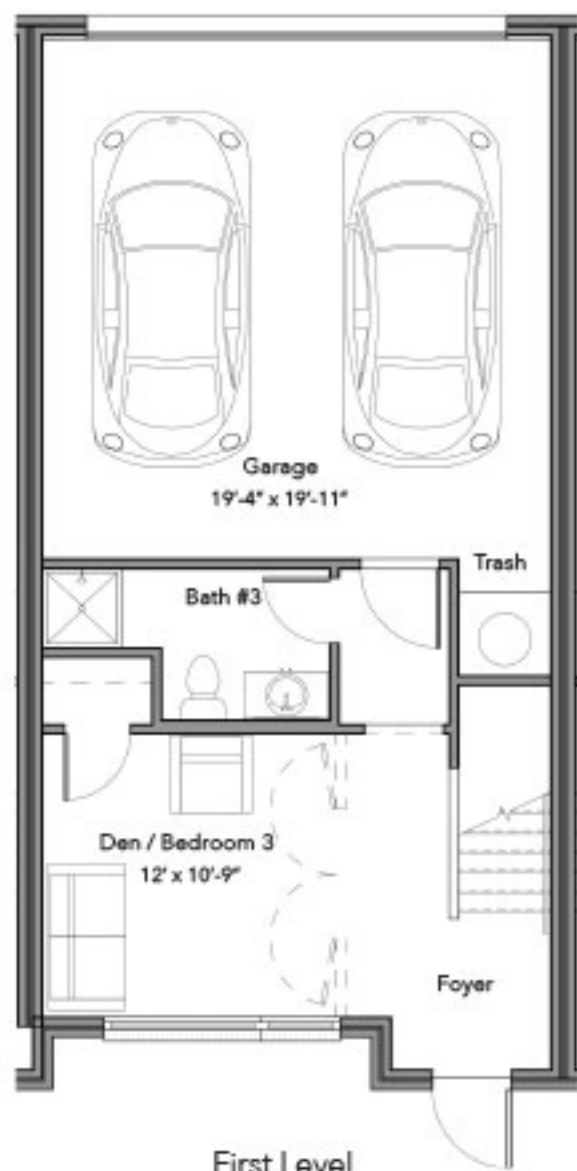 Garage
19'-4" x 19'-11"
Trash
Bath #3
Den / Bedroom 3
12' x 10'-9"
Foyer
First Level